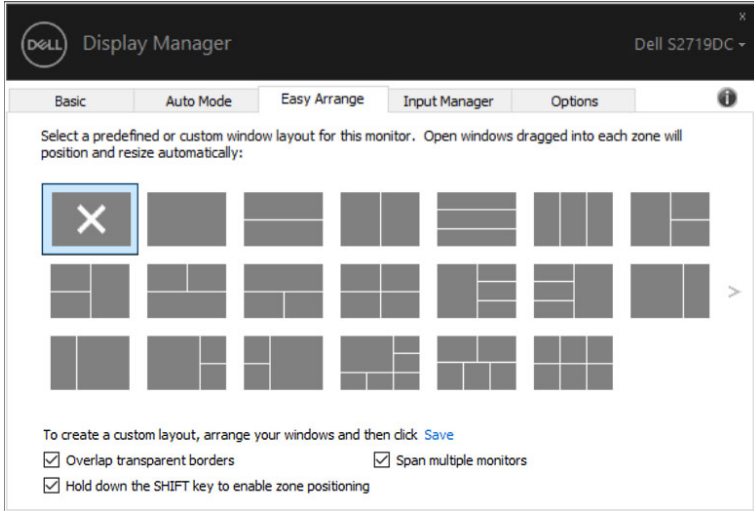 x
DELL Display Manager Dell S2719DC
Basic Auto Mode Easy Arrange Input Manager Options i
Select a predefined or custom window layout for this monitor. Open windows dragged into each zone will
position and resize automatically:
>
To create a custom layout, arrange your windows and then click Save
Overlap transparent borders Span multiple monitors
Hold down the SHIFT key to enable zone positioning